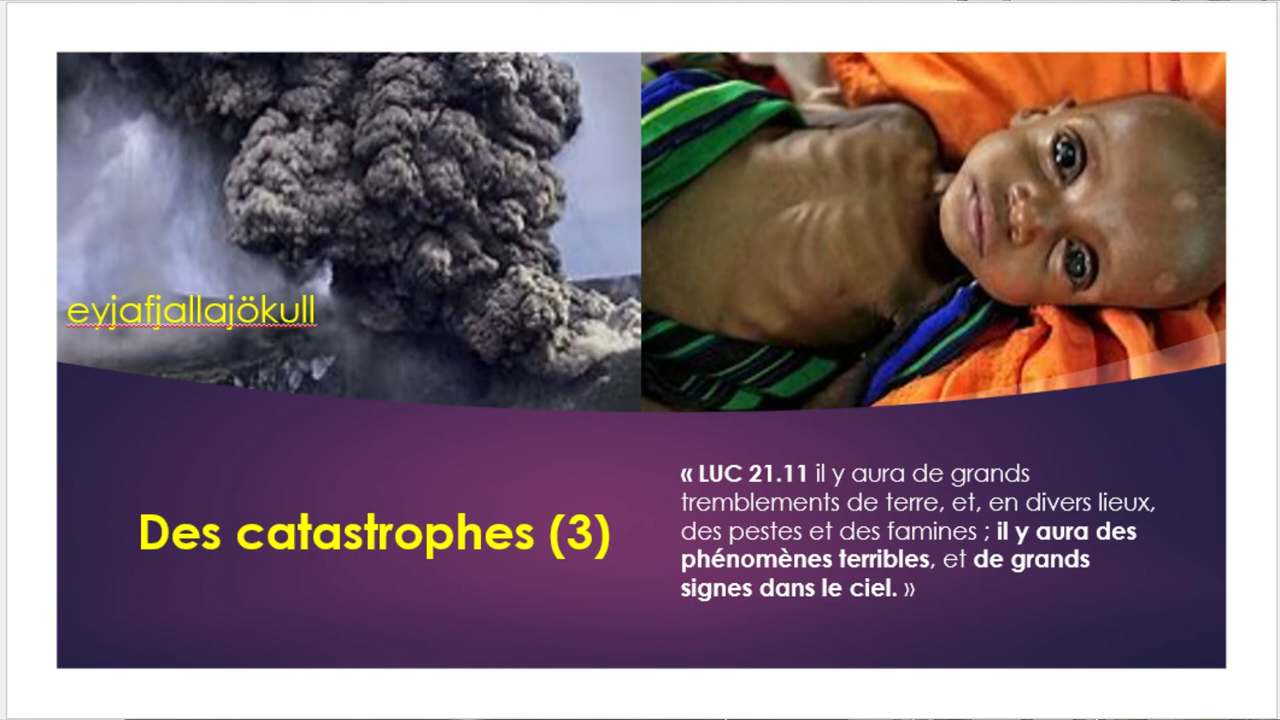 eyjafjallajökull
Des catastrophes (3)
« LUC 21.11 il y aura de grands
tremblements de terre, et, en divers lieux,
des pestes et des famines ; il y aura des
phénomènes terribles, et de grands
signes dans le ciel. »